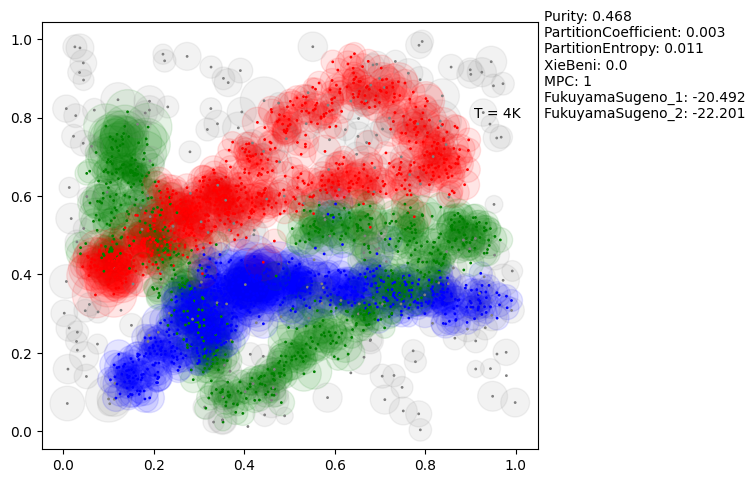 Purity: 0.468
PartitionCoefficient: 0.003
PartitionEntropy: 0.011
XieBeni: 0.0
MPC: 1
FukuyamaSugeno_1: -20.492
FukuyamaSugeno_2: -22.201
T = 4K
1.0
0.8
0.6
0.4
0.2
0.0
0.0 0.2 0.4 0.6 0.8 1.0